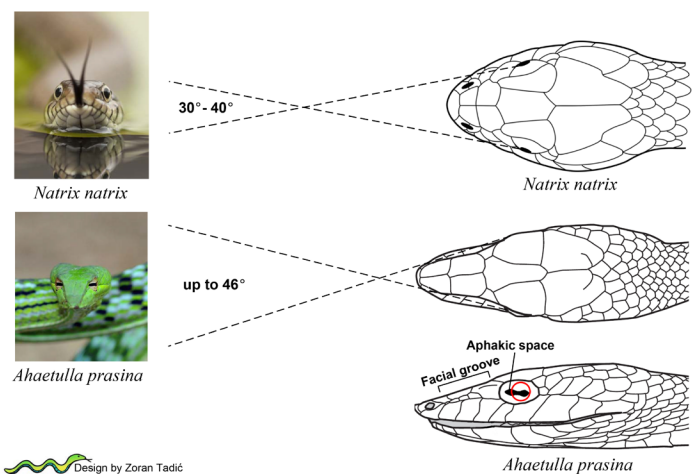 30°- 40°
Natrix natrix
Natrix natrix
up to 46°
Ahaetulla prasina
Aphakic space
Facial groove
Ahaetulla prasina
Design by Zoran Tadić